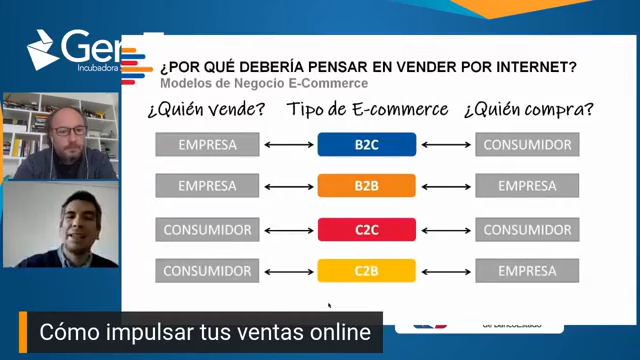 Ger
Incubadora
¿POR QUÉ DEBERÍA PENSAR EN VENDER POR INTERNET?
Modelos de Negocio E-Commerce
¿Quién vende? Tipo de E-commerce ¿Quién compra?
EMPRESA B2C CONSUMIDOR
EMPRESA B2B EMPRESA
CONSUMIDOR C2C CONSUMIDOR
CONSUMIDOR C2B EMPRESA
de BancoEstado
Cómo impulsar tus ventas online